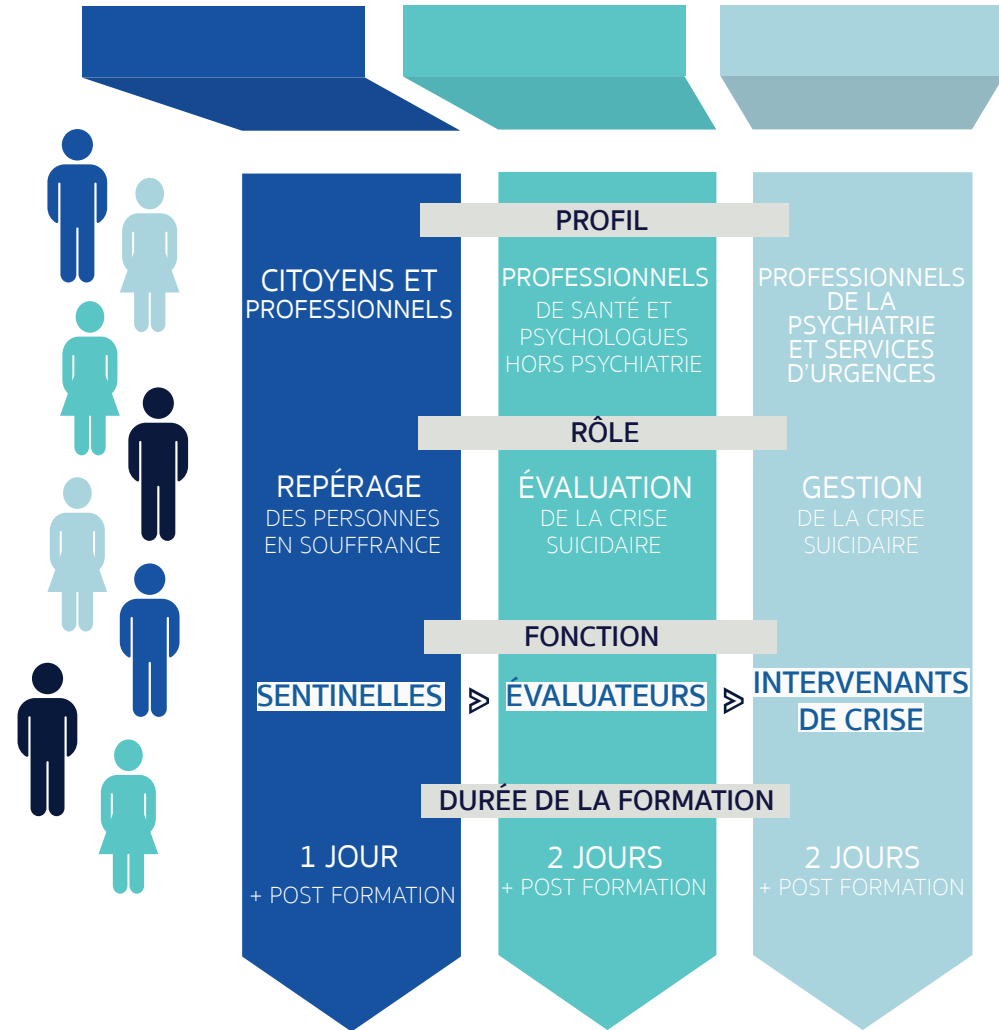 PROFIL
CITOYENS ET
PROFESSIONNELS
PROFESSIONNELS
DE SANTÉ ET
PSYCHOLOGUES
HORS PSYCHIATRIE
PROFESSIONNELS
DE LA
PSYCHIATRIE
ET SERVICES
D’URGENCES
RÔLE
REPÉRAGE
DES PERSONNES
EN SOUFFRANCE
ÉVALUATION
DE LA CRISE
SUICIDAIRE
GESTION
DE LA CRISE
SUICIDAIRE
FONCTION
SENTINELLES
ÉVALUATEURS
INTERVENANTS
DE CRISE
DURÉE DE LA FORMATION
1 JOUR
+ POST FORMATION
2 JOURS
+ POST FORMATION
2 JOURS
+ POST FORMATION